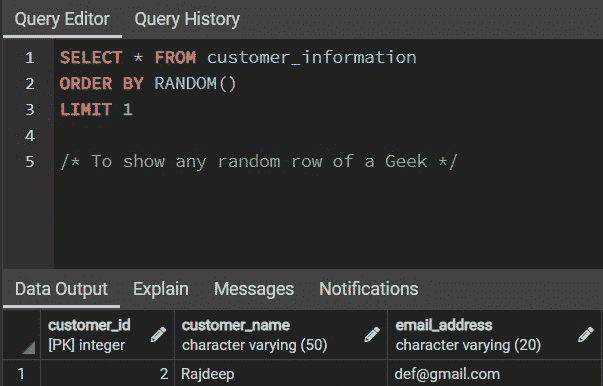 Query Editor Query History
1 SELECT * FROM customer_information
2 ORDER BY RANDOM()
3 LIMIT 1
4
5 /* To show any random row of a Geek */
Data Output Explain Messages Notifications
customer_id customer_name email_address
[PK] integer character varying (50) character varying (20)
1 2 Rajdeep def@gmail.com